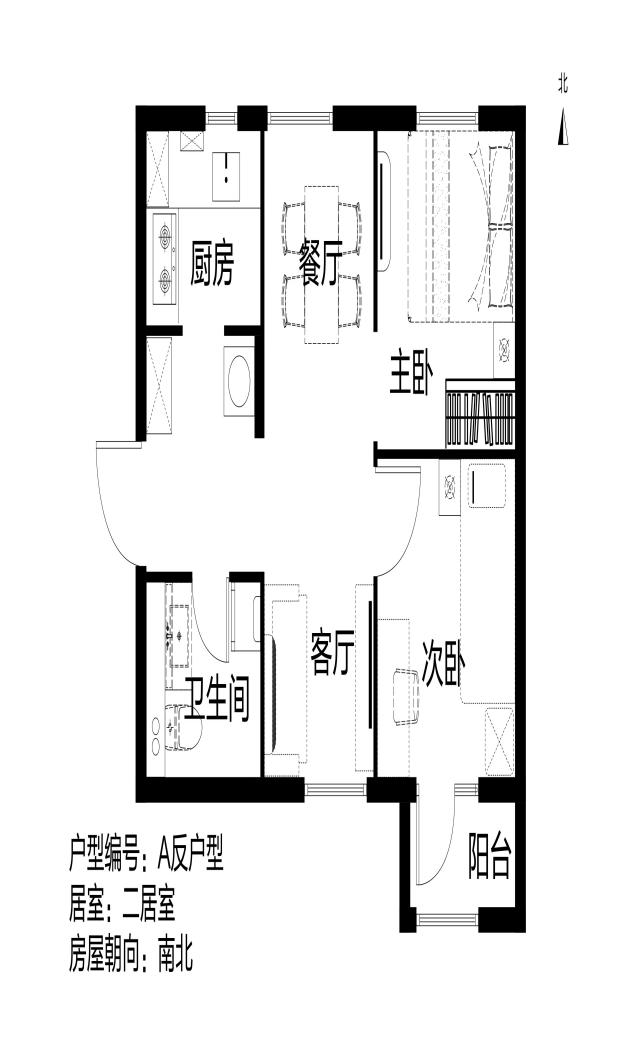 北
厨房
餐厅
主卧
客厅
次卧
卫生间
阳台
户型编号：A反户型
居室：二居室
房屋朝向：南北